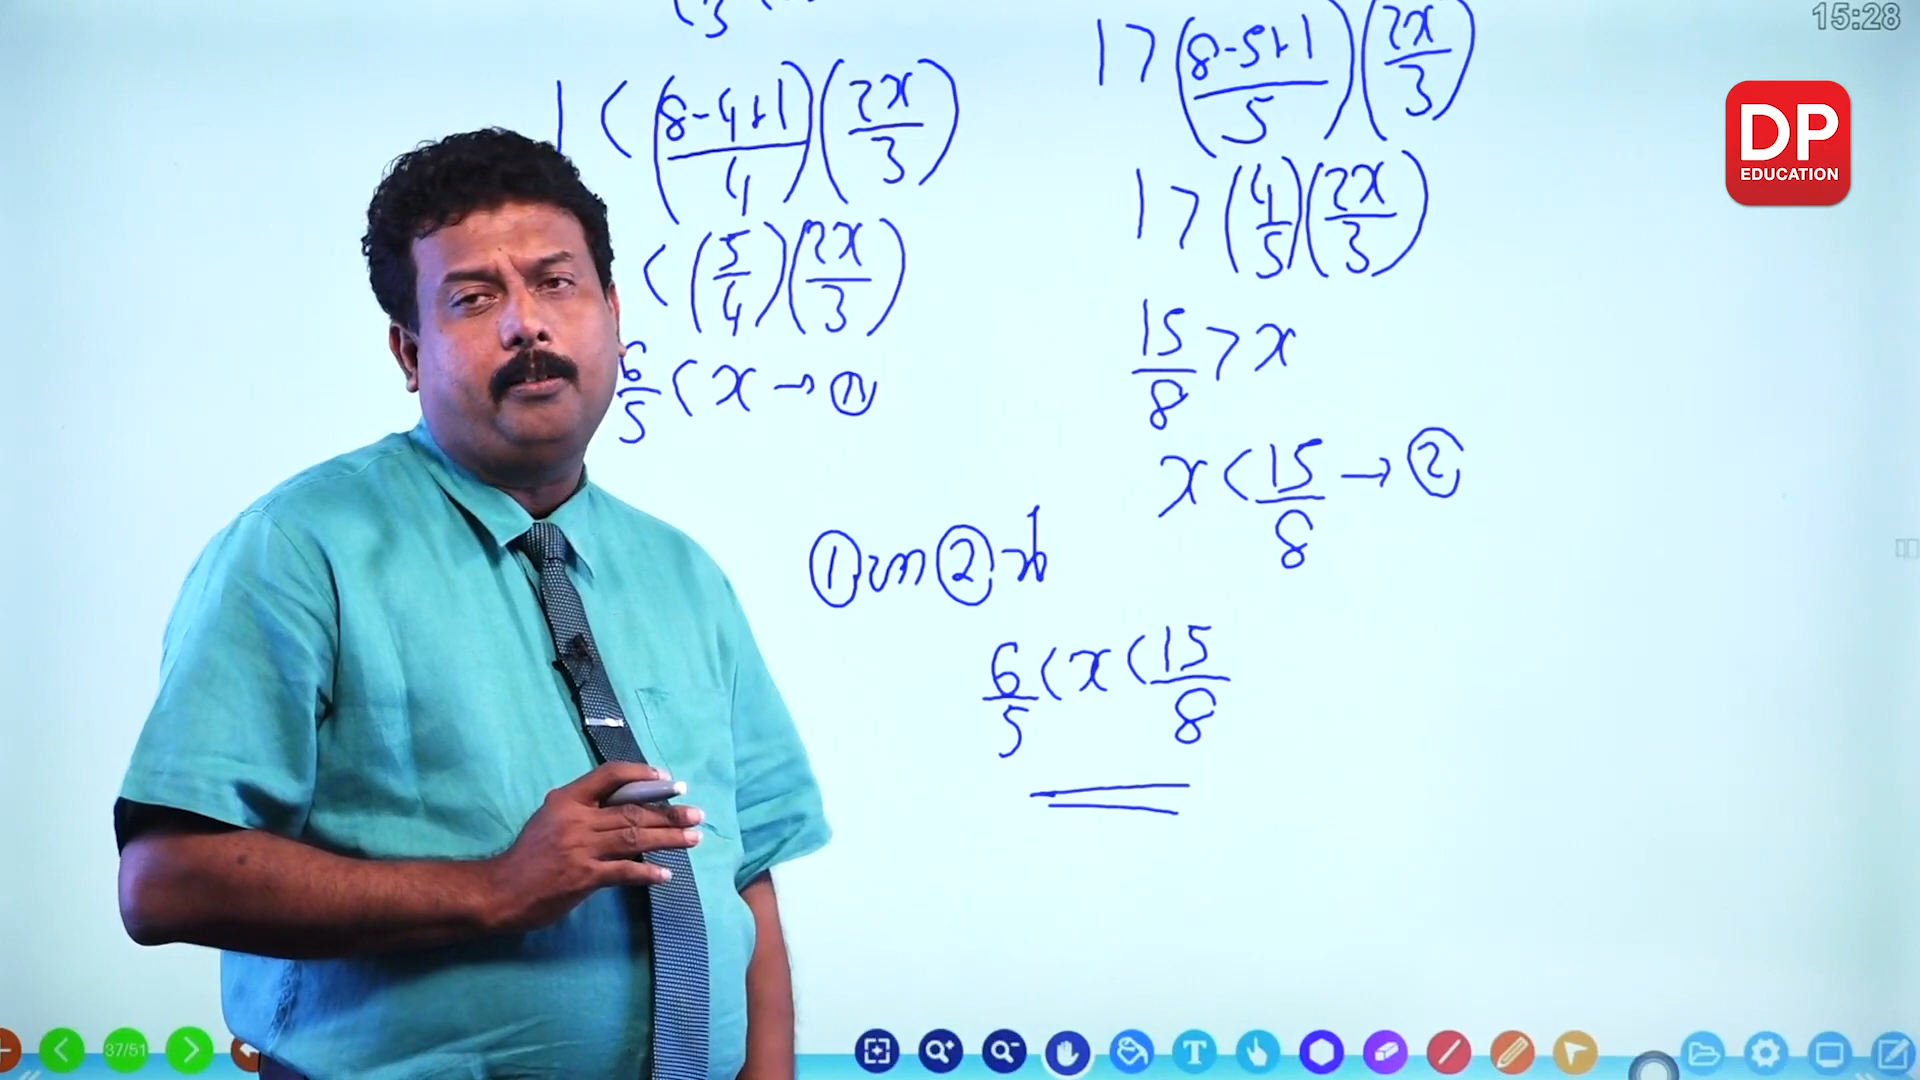 15:28
DP
EDUCATION
1 < ((8-4+1)/4)(2x/3)
< (5/4)(2x/3)
6/5 < x → ①
1 > ((8-5+1)/5)(2x/3)
1 > (4/5)(2x/3)
15/8 > x
x < 15/8 → ②
6/5 < x < 15/8
37/51